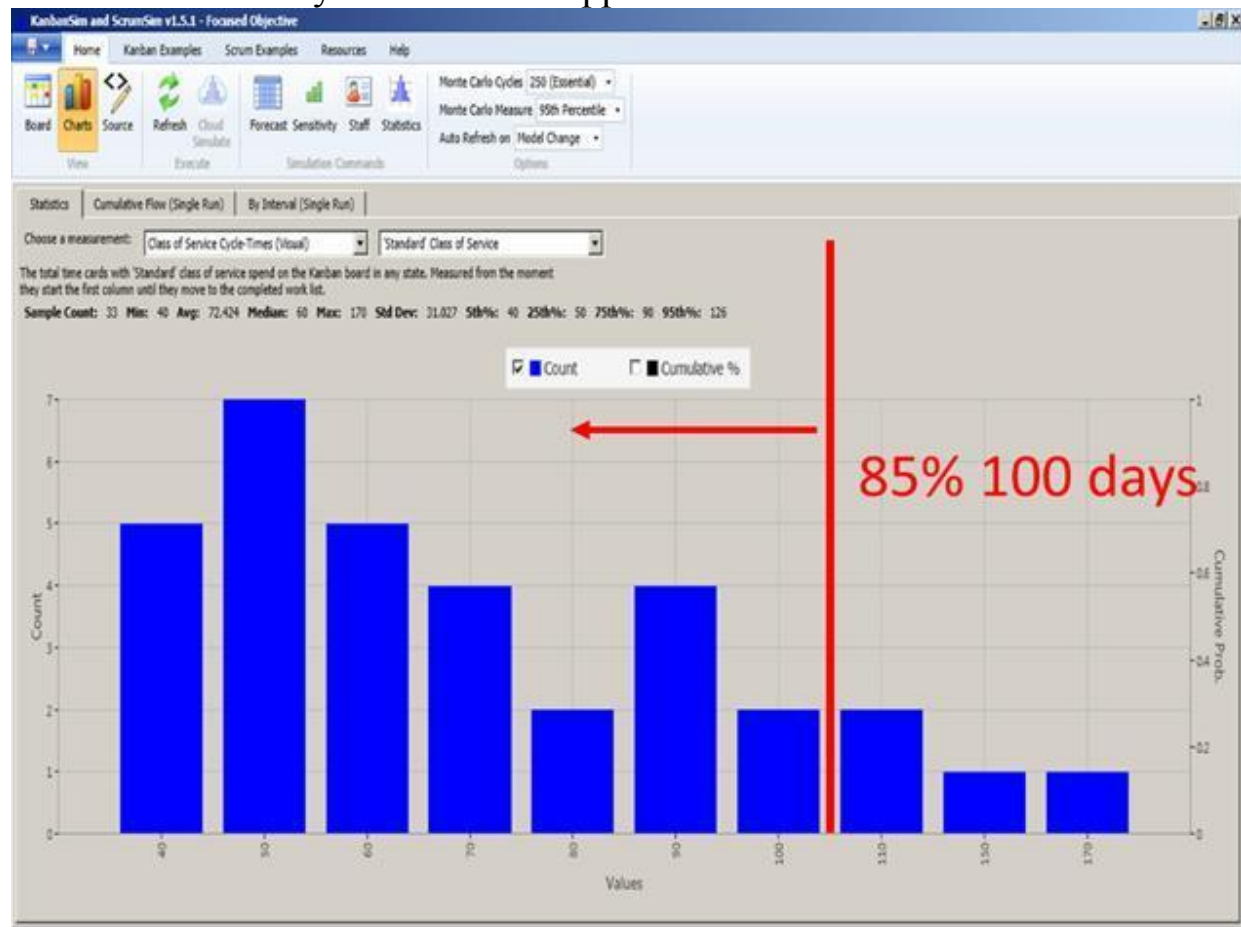 KanbanSim and ScrumSim v1.5.1 - Focused Objective
Home Kanban Examples Scrum Examples Resources Help
Board Charts Source Refresh Cloud Simulate Forecast Sensitivity Staff Statistics
Monte Carlo Cycles 250 (Essential)
Monte Carlo Measure 95th Percentile
Auto Refresh on Model Change
View Execute Simulation Commands Options
Statistics Cumulative Flow (Single Run) By Interval (Single Run)
Choose a measurement: Class of Service Cycle-Times (Visual) 'Standard' Class of Service
The total time cards with 'Standard' class of service spend on the Kanban board in any state. Measured from the moment
they start the first column until they move to the completed work list.
Sample Count: 33 Min: 40 Avg: 72.424 Median: 60 Max: 170 Std Dev: 31.027 5th%: 40 25th%: 50 75th%: 90 95th%: 126
Count Cumulative %
85% 100 days
7
6
5
4
3
2
1
0
Count
1
0.8
0.6
0.4
0.2
0
Cumulative Prob.
40 50 60 70 80 90 100 110 150 170
Values